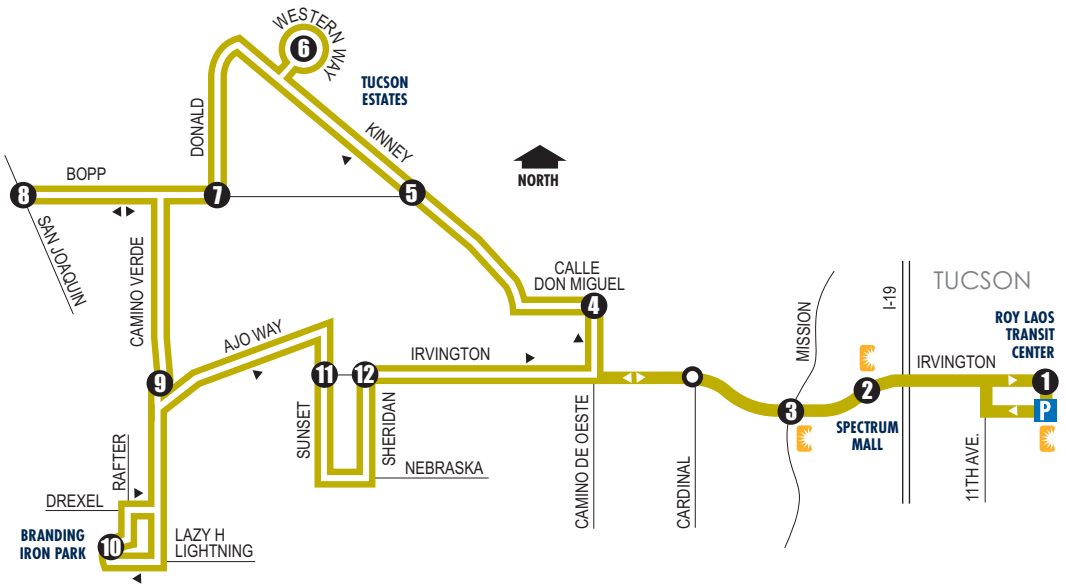 WESTERN WAY
6
TUCSON
ESTATES
DONALD
KINNEY
NORTH
BOPP
8
7
5
SAN JOAQUIN
CAMINO VERDE
CALLE
DON MIGUEL
4
MISSION
I-19
TUCSON
ROY LAOS
TRANSIT
CENTER
AJO WAY
IRVINGTON
IRVINGTON
9
11
12
1
2
3
P
SPECTRUM
MALL
SUNSET
SHERIDAN
NEBRASKA
CAMINO DE OESTE
CARDINAL
11TH AVE.
RAFTER
DREXEL
BRANDING
IRON PARK
10
LAZY H
LIGHTNING